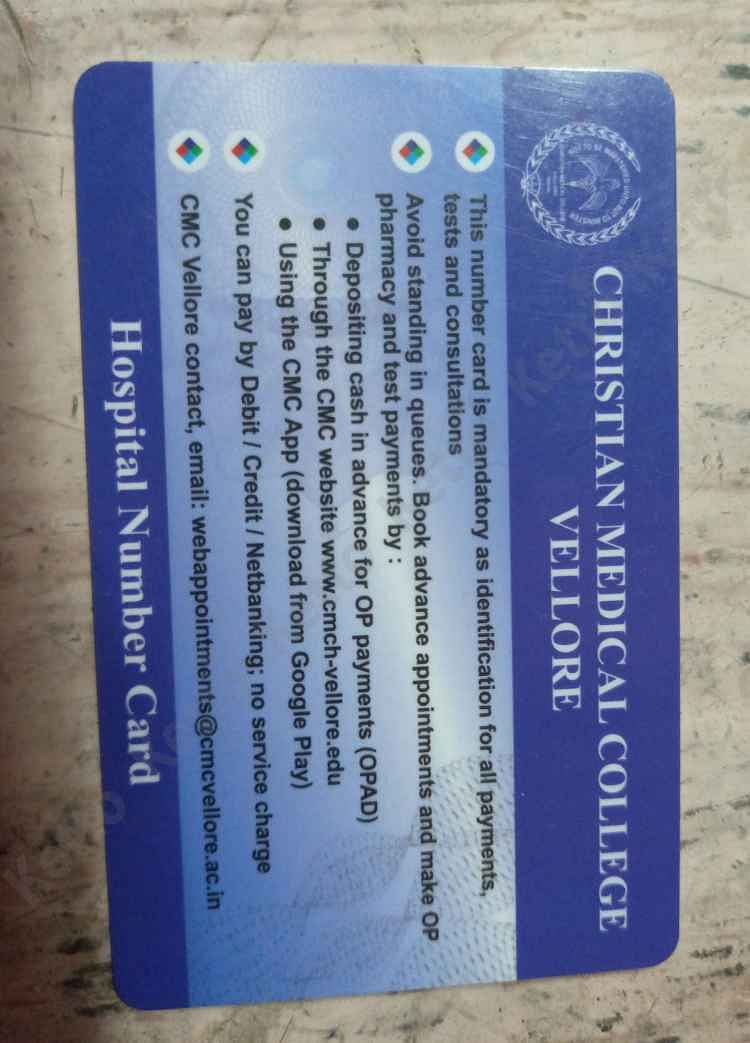 CHRISTIAN MEDICAL COLLEGE
VELLORE
This number card is mandatory as identification for all payments,
tests and consultations
Avoid standing in queues. Book advance appointments and make OP
pharmacy and test payments by :
• Depositing cash in advance for OP payments (OPAD)
• Through the CMC website www.cmch-vellore.edu
• Using the CMC App (download from Google Play)
You can pay by Debit / Credit / Netbanking; no service charge
CMC Vellore contact, email: webappointments@cmcvellore.ac.in
Hospital Number Card